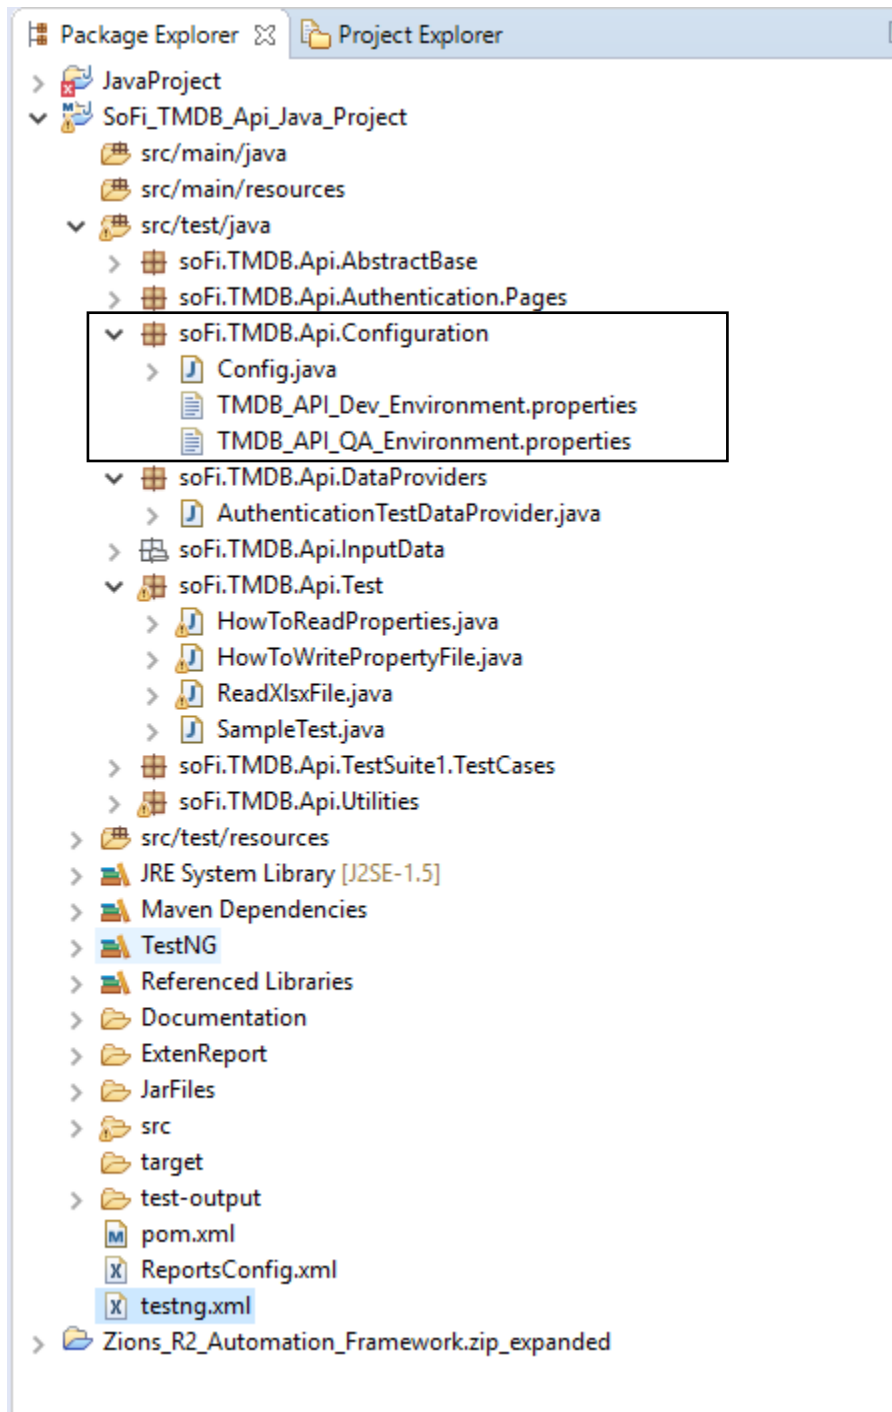 Package Explorer Project Explorer
JavaProject
SoFi_TMDB_Api_Java_Project
src/main/java
src/main/resources
src/test/java
soFi.TMDB.Api.AbstractBase
soFi.TMDB.Api.Authentication.Pages
soFi.TMDB.Api.Configuration
Config.java
TMDB_API_Dev_Environment.properties
TMDB_API_QA_Environment.properties
soFi.TMDB.Api.DataProviders
AuthenticationTestDataProvider.java
soFi.TMDB.Api.InputData
soFi.TMDB.Api.Test
HowToReadProperties.java
HowToWritePropertyFile.java
ReadXlsxFile.java
SampleTest.java
soFi.TMDB.Api.TestSuite1.TestCases
soFi.TMDB.Api.Utilities
src/test/resources
JRE System Library [J2SE-1.5]
Maven Dependencies
TestNG
Referenced Libraries
Documentation
ExtenReport
JarFiles
src
target
test-output
pom.xml
ReportsConfig.xml
testng.xml
Zions_R2_Automation_Framework.zip_expanded